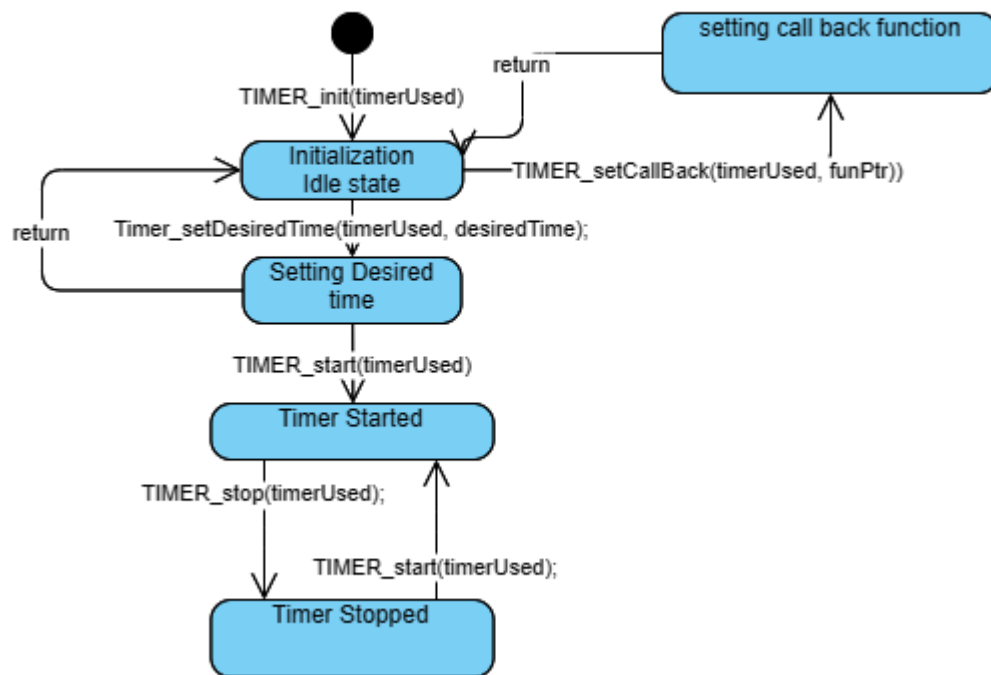 setting call back function
return
TIMER_init(timerUsed)
Initialization
Idle state
TIMER_setCallBack(timerUsed, funPtr))
return
Timer_setDesiredTime(timerUsed, desiredTime);
Setting Desired
time
TIMER_start(timerUsed)
Timer Started
TIMER_stop(timerUsed);
TIMER_start(timerUsed);
Timer Stopped